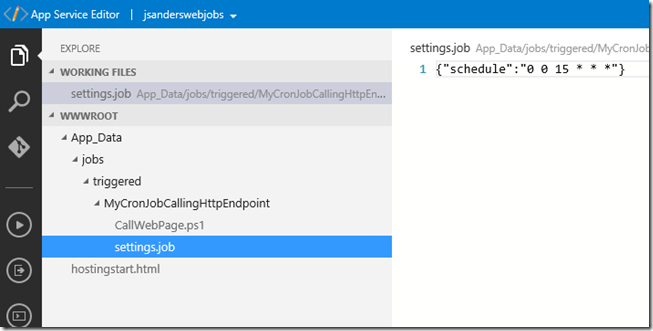 App Service Editor | jsanderswebjobs
EXPLORE
WORKING FILES
settings.job App_Data/jobs/triggered/MyCronJobCallingHttpEn...
WWWROOT
App_Data
jobs
triggered
MyCronJobCallingHttpEndpoint
CallWebPage.ps1
settings.job
hostingstart.html
settings.job App_Data/jobs/triggered/MyCronJobCallingHttpE
1 {"schedule":"0 0 15 * * *"}